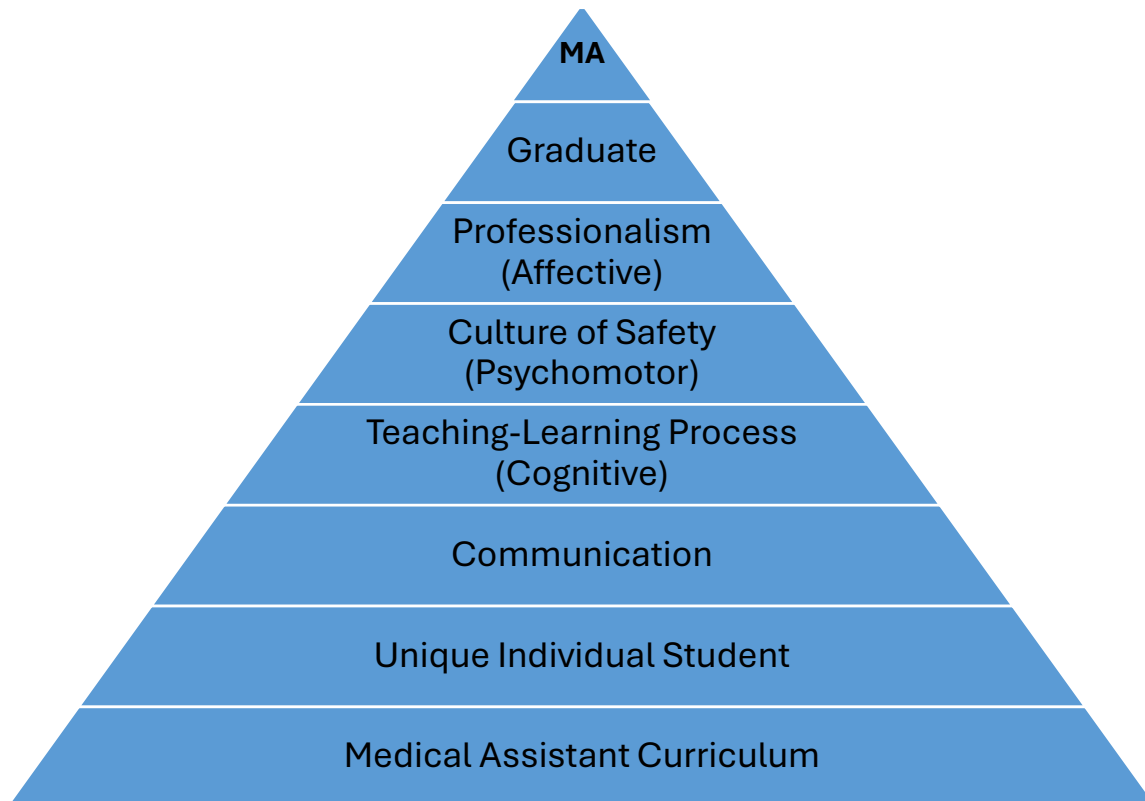 MA
Graduate
Professionalism
(Affective)
Culture of Safety
(Psychomotor)
Teaching-Learning Process
(Cognitive)
Communication
Unique Individual Student
Medical Assistant Curriculum